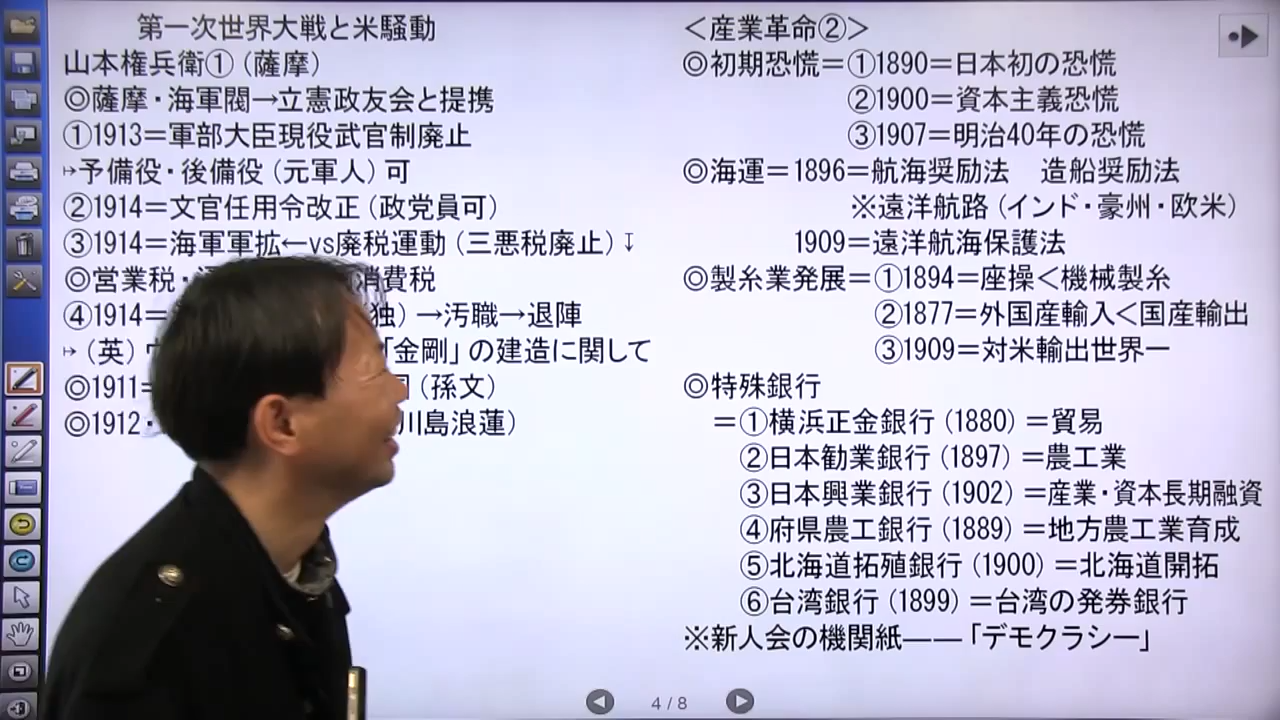 第一次世界大戦と米騒動
山本権兵衛①(薩摩)
◎薩摩・海軍閥→立憲政友会と提携
①1913=軍部大臣現役武官制廃止
↦予備役・後備役(元軍人)可
②1914=文官任用令改正(政党員可)
③1914=海軍軍拡←vs廃税運動(三悪税廃止)↧
◎営業税・ 消費税
④1914= 独)→汚職→退陣
↦(英) 「金剛」の建造に関して
◎1911= (孫文)
◎1912・ 川島浪蓮)
<産業革命②>
◎初期恐慌=①1890=日本初の恐慌
②1900=資本主義恐慌
③1907=明治40年の恐慌
◎海運=1896=航海奨励法 造船奨励法
※遠洋航路(インド・豪州・欧米)
1909=遠洋航海保護法
◎製糸業発展=①1894=座操<機械製糸
②1877=外国産輸入<国産輸出
③1909=対米輸出世界一
◎特殊銀行
=①横浜正金銀行(1880)=貿易
②日本勧業銀行(1897)=農工業
③日本興業銀行(1902)=産業・資本長期融資
④府県農工銀行(1889)=地方農工業育成
⑤北海道拓殖銀行(1900)=北海道開拓
⑥台湾銀行(1899)=台湾の発券銀行
※新人会の機関紙――「デモクラシー」
4/8